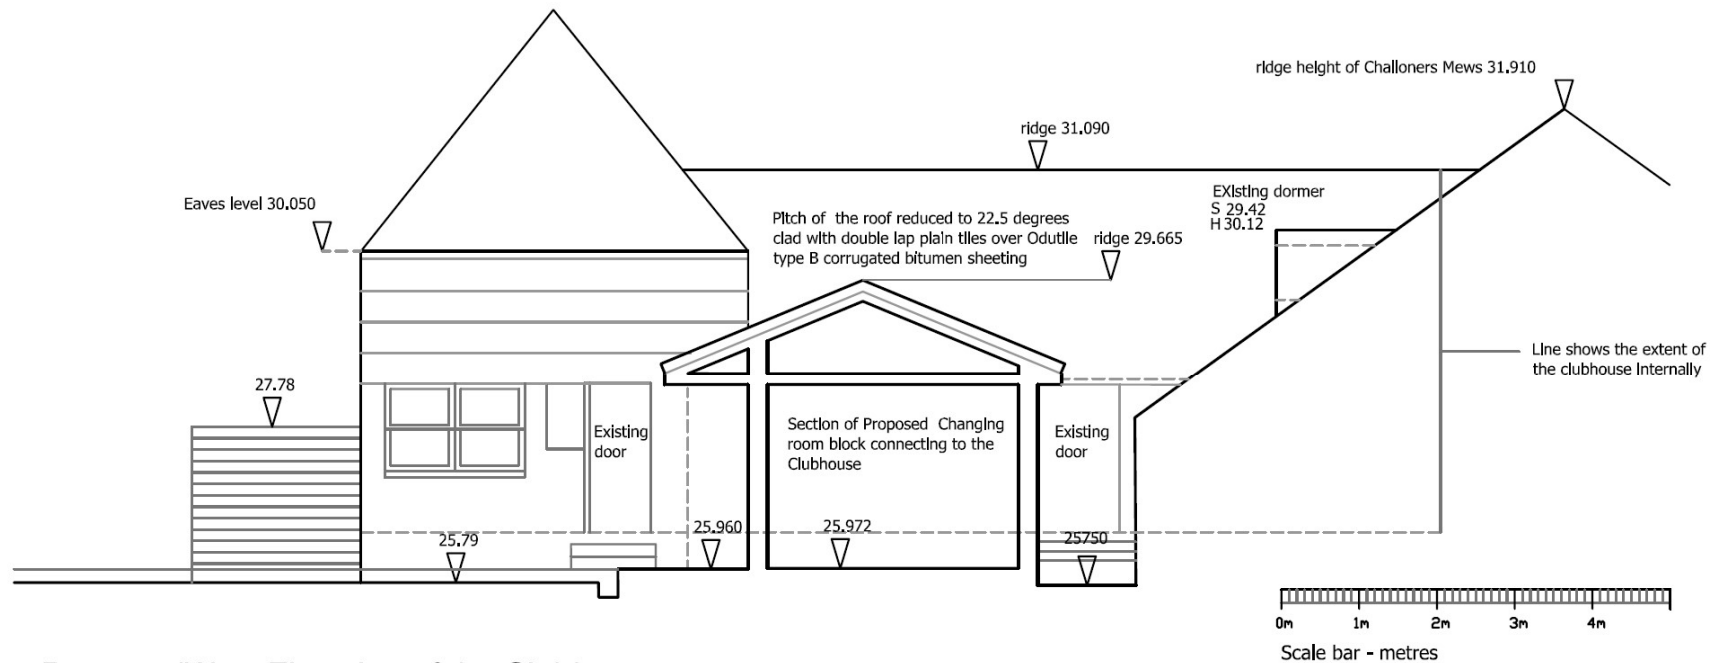 ridge height of Challoners Mews 31.910
ridge 31.090
Existing dormer
S 29.42
H 30.12
Eaves level 30.050
Pitch of the roof reduced to 22.5 degrees
clad with double lap plain tiles over Odutile
type B corrugated bitumen sheeting
ridge 29.665
Line shows the extent of
the clubhouse Internally
27.78
Existing
door
Section of Proposed Changing
room block connecting to the
Clubhouse
Existing
door
25.79
25.960
25.972
25750
0m 1m 2m 3m 4m
Scale bar - metres